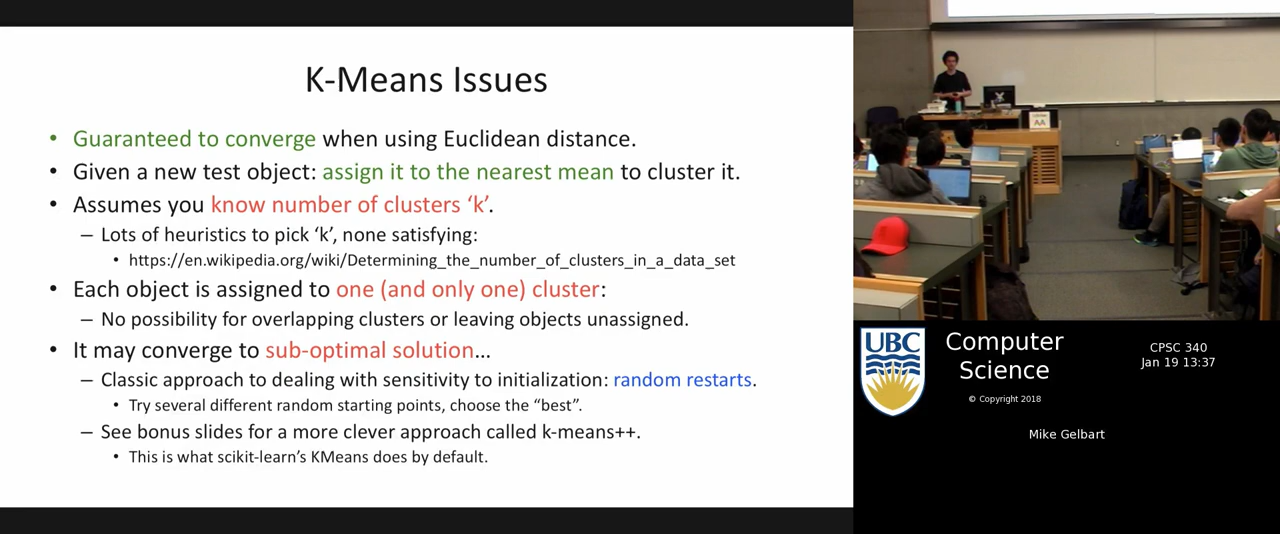 K-Means Issues
• Guaranteed to converge when using Euclidean distance.
• Given a new test object: assign it to the nearest mean to cluster it.
• Assumes you know number of clusters ‘k’.
– Lots of heuristics to pick ‘k’, none satisfying:
• https://en.wikipedia.org/wiki/Determining_the_number_of_clusters_in_a_data_set
• Each object is assigned to one (and only one) cluster:
– No possibility for overlapping clusters or leaving objects unassigned.
• It may converge to sub-optimal solution…
– Classic approach to dealing with sensitivity to initialization: random restarts.
• Try several different random starting points, choose the “best”.
– See bonus slides for a more clever approach called k-means++.
• This is what scikit-learn’s KMeans does by default.
AA
UBC
Computer
Science
© Copyright 2018
CPSC 340
Jan 19 13:37
Mike Gelbart